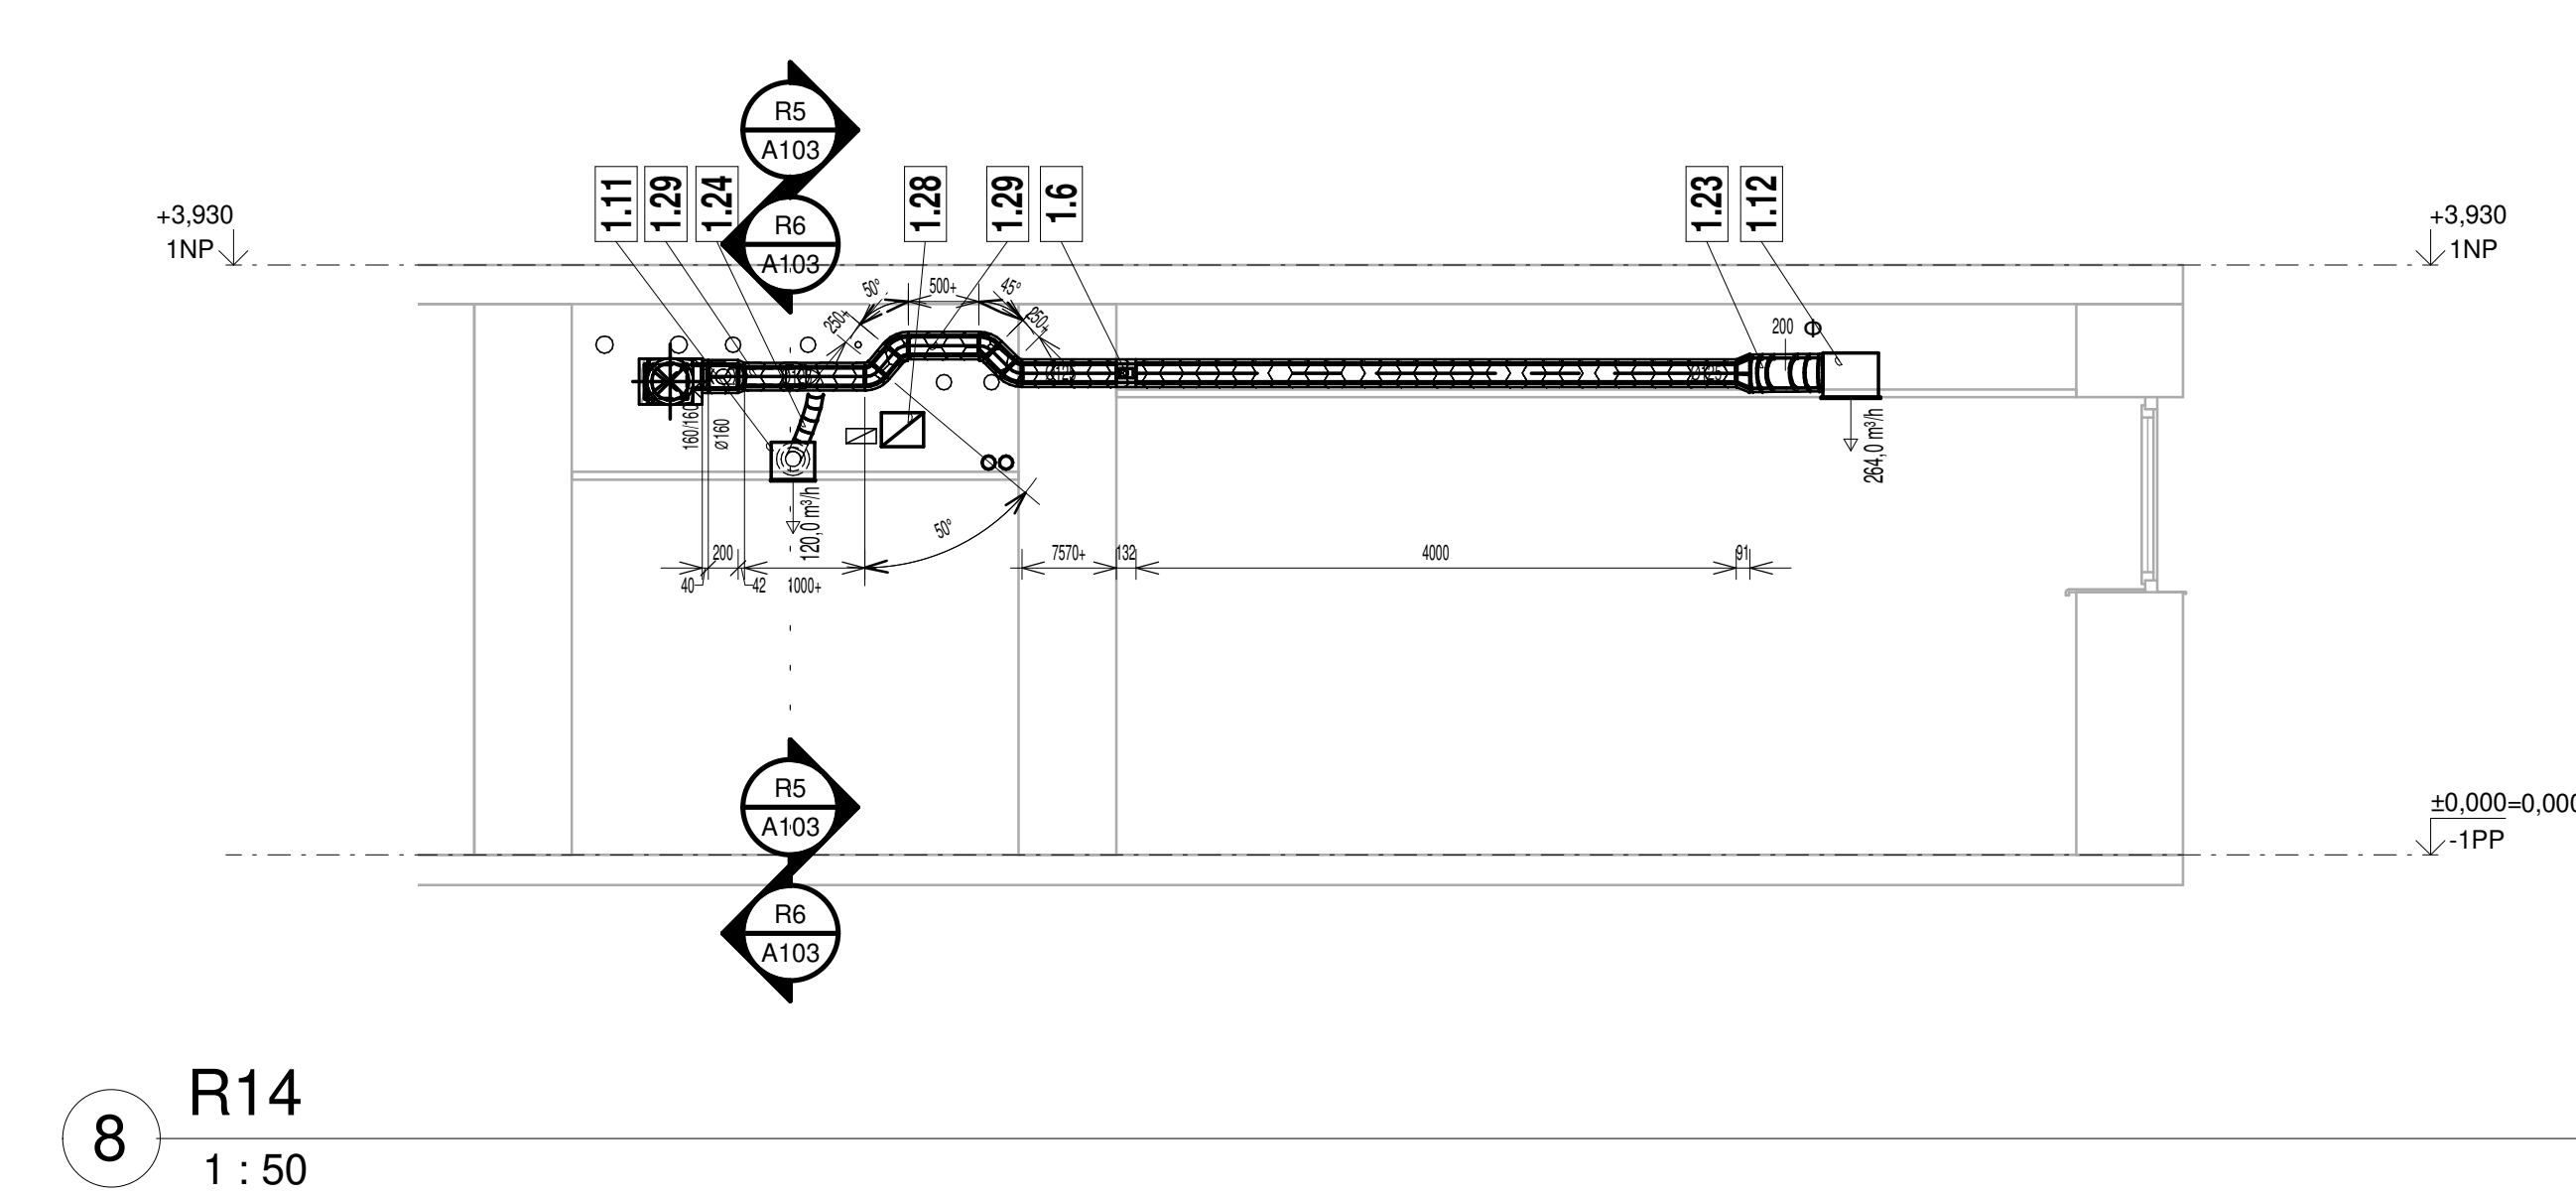 R5
A103
1.11
1.29
1.24
1.28
1.29
1.6
1.23
1.12
R6
A103
+3,930
1NP
+3,930
1NP
50°
500+
45°
250+
250+
200 Φ
160/160
Ø160
264,0 m³/h
120,0 m³/h
50°
200
7570+
132
4000
91
40
42
1000+
R5
A103
±0,000=0,000
-1PP
R6
A103
R14
8
1 : 50